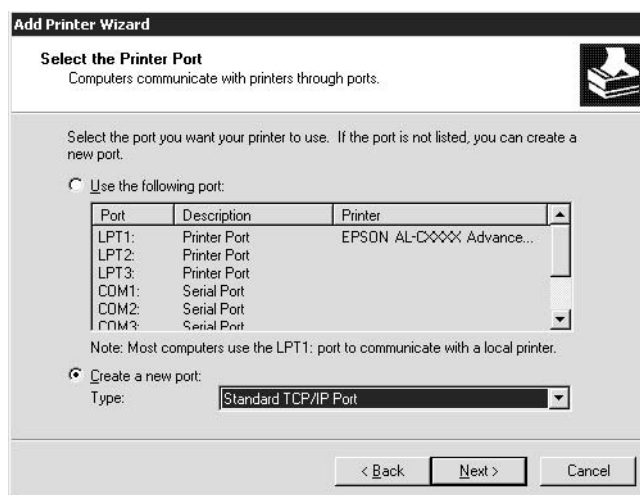 Add Printer Wizard
Select the Printer Port
Computers communicate with printers through ports.
Select the port you want your printer to use. If the port is not listed, you can create a
new port.
Use the following port:
Port Description Printer
LPT1: Printer Port EPSON AL-CXXXX Advance...
LPT2: Printer Port
LPT3: Printer Port
COM1: Serial Port
COM2: Serial Port
COM3: Serial Port
Note: Most computers use the LPT1: port to communicate with a local printer.
Create a new port:
Type: Standard TCP/IP Port
< Back Next > Cancel